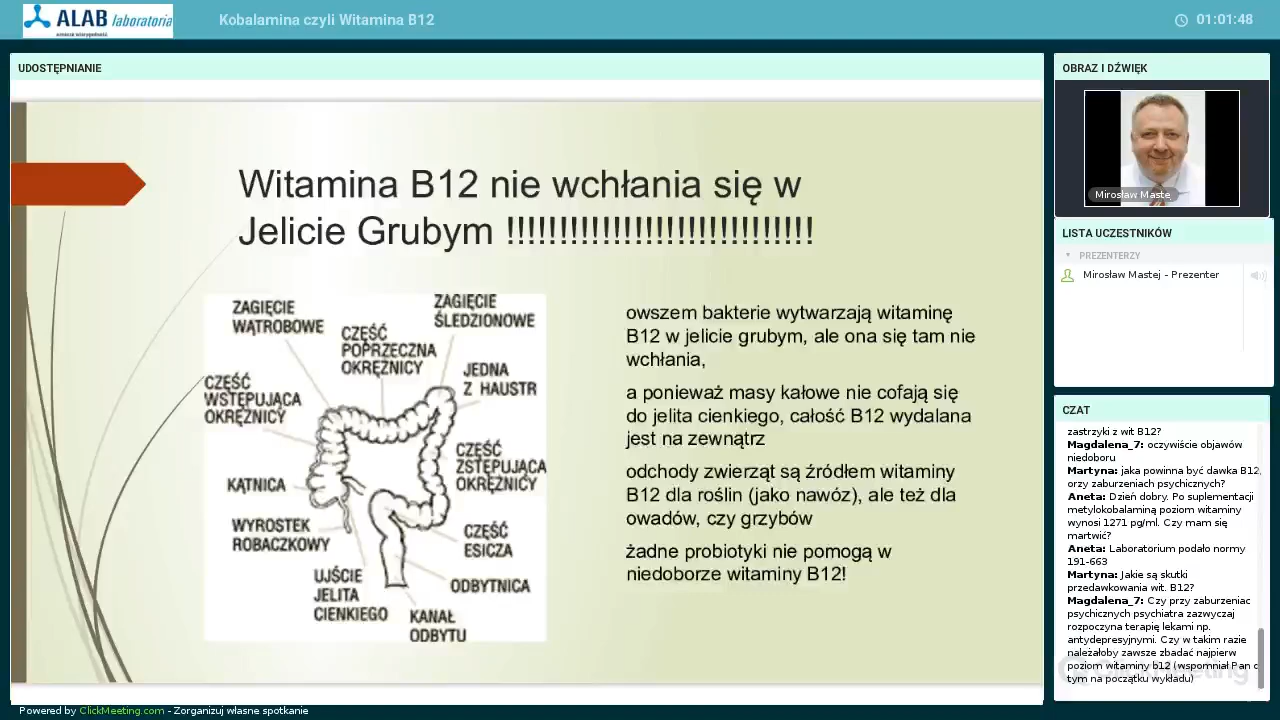 ALAB laboratoria
Kobalamina czyli Witamina B12
01:01:48
UDOSTĘPNIANIE
Witamina B12 nie wchłania się w
Jelicie Grubym !!!!!!!!!!!!!!!!!!!!!!!!!!!!!
ZAGIĘCIE
WĄTROBOWE
ZAGIĘCIE
ŚLEDZIONOWE
CZĘŚĆ
POPRZECZNA
OKRĘŻNICY
JEDNA
Z HAUSTR
CZĘŚĆ
WSTĘPUJĄCA
OKRĘŻNICY
CZĘŚĆ
ZSTĘPUJĄCA
OKRĘŻNICY
KĄTNICA
WYROSTEK
ROBACZKOWY
CZĘŚĆ
ESICZA
UJŚCIE
JELITA
CIENKIEGO
ODBYTNICA
KANAŁ
ODBYTU
owszem bakterie wytwarzają witaminę
B12 w jelicie grubym, ale ona się tam nie
wchłania,
a ponieważ masy kałowe nie cofają się
do jelita cienkiego, całość B12 wydalana
jest na zewnątrz
odchody zwierząt są źródłem witaminy
B12 dla roślin (jako nawóz), ale też dla
owadów, czy grzybów
żadne probiotyki nie pomogą w
niedoborze witaminy B12!
OBRAZ I DŹWIĘK
Mirosław Maste
LISTA UCZESTNIKÓW
PREZENTERZY
Mirosław Mastej - Prezenter
CZAT
zastrzyki z wit B12?
Magdalena_7: oczywiście objawów
niedoboru
Martyna: jaka powinna być dawka B12,
orzy zaburzeniach psychicznych?
Aneta: Dzień dobry. Po suplementacji
metylokobalaminą poziom witaminy
wynosi 1271 pg/ml. Czy mam się
martwić?
Aneta: Laboratorium podało normy
191-663
Martyna: Jakie są skutki
przedawkowania wit. B12?
Magdalena_7: Czy przy zaburzeniac
psychicznych psychiatra zazwyczaj
rozpoczyna terapię lekami np.
antydepresyjnymi. Czy w takim razie
należałoby zawsze zbadać najpierw
poziom witaminy b12 (wspomniał Pan o
tym na początku wykładu)
Powered by ClickMeeting.com - Zorganizuj własne spotkanie